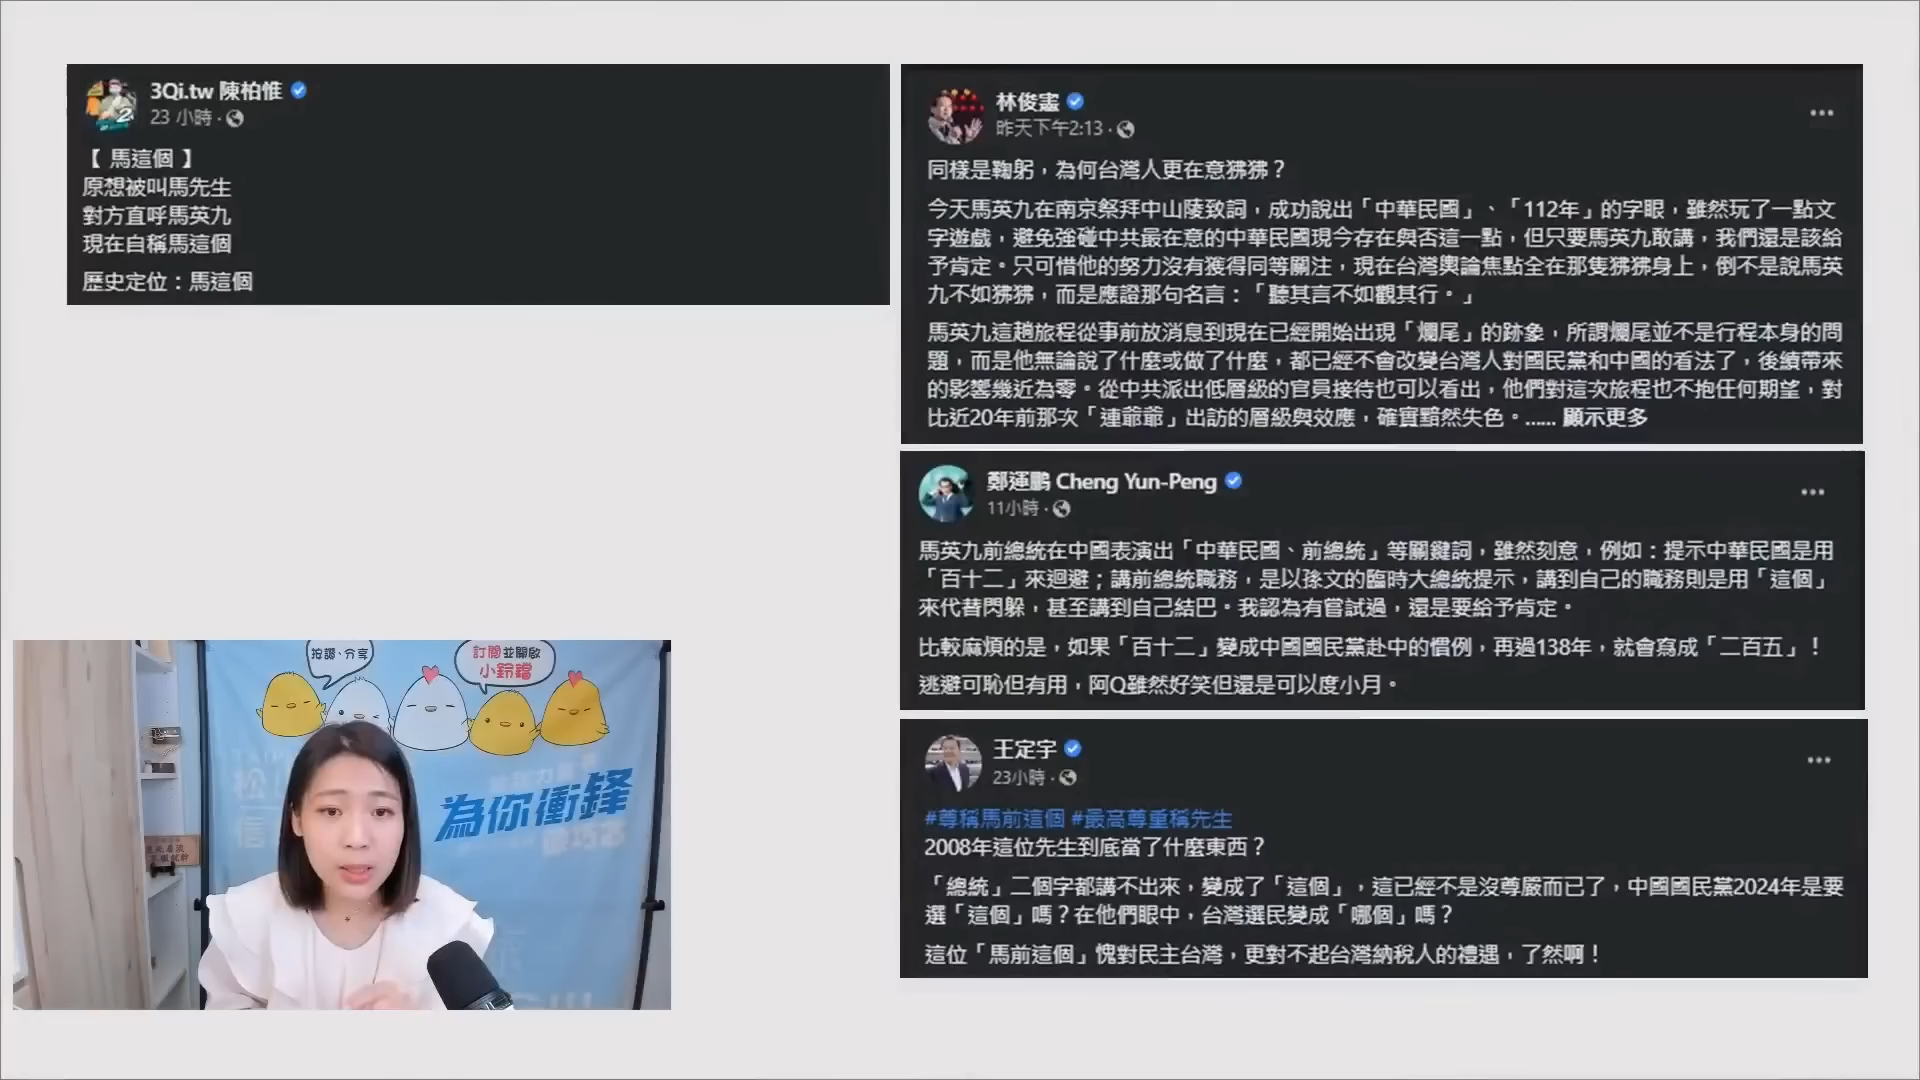 3Qi.tw 陳柏惟
23 小時
【 馬這個 】
原想被叫馬先生
對方直呼馬英九
現在自稱馬這個
歷史定位：馬這個
林俊憲
昨天下午2:13
同樣是鞠躬，為何台灣人更在意狒狒？
今天馬英九在南京祭拜中山陵致詞，成功說出「中華民國」、「112年」的字眼，雖然玩了一點文
字遊戲，避免強碰中共最在意的中華民國現今存在與否這一點，但只要馬英九敢講，我們還是該給
予肯定。只可惜他的努力沒有獲得同等關注，現在台灣輿論焦點全在那隻狒狒身上，倒不是說馬英
九不如狒狒，而是應證那句名言：「聽其言不如觀其行。」
馬英九這趟旅程從事前放消息到現在已經開始出現「爛尾」的跡象，所謂爛尾並不是行程本身的問
題，而是他無論說了什麼或做了什麼，都已經不會改變台灣人對國民黨和中國的看法了，後續帶來
的影響幾近為零。從中共派出低層級的官員接待也可以看出，他們對這次旅程也不抱任何期望，對
比近20年前那次「連爺爺」出訪的層級與效應，確實黯然失色。...... 顯示更多
鄭運鵬 Cheng Yun-Peng
11小時
馬英九前總統在中國表演出「中華民國、前總統」等關鍵詞，雖然刻意，例如：提示中華民國是用
「百十二」來迴避；講前總統職務，是以孫文的臨時大總統提示，講到自己的職務則是用「這個」
來代替閃躲，甚至講到自己結巴。我認為有嘗試過，還是要給予肯定。
比較麻煩的是，如果「百十二」變成中國國民黨赴中的慣例，再過138年，就會寫成「二百五」！
逃避可恥但有用，阿Q雖然好笑但還是可以度小月。
王定宇
23小時
#尊稱馬前這個 #最高尊重稱先生
2008年這位先生到底當了什麼東西？
「總統」二個字都講不出來，變成了「這個」，這已經不是沒尊嚴而已了，中國國民黨2024年是要
選「這個」嗎？在他們眼中，台灣選民變成「哪個」嗎？
這位「馬前這個」愧對民主台灣，更對不起台灣納稅人的禮遇，了然啊！
按讚、分享
訂閱並開啟
小鈴鐺
為你衝鋒